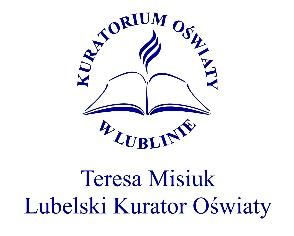 KURATORIUM OŚWIATY
W LUBLINIE
Teresa Misiuk
Lubelski Kurator Oświaty